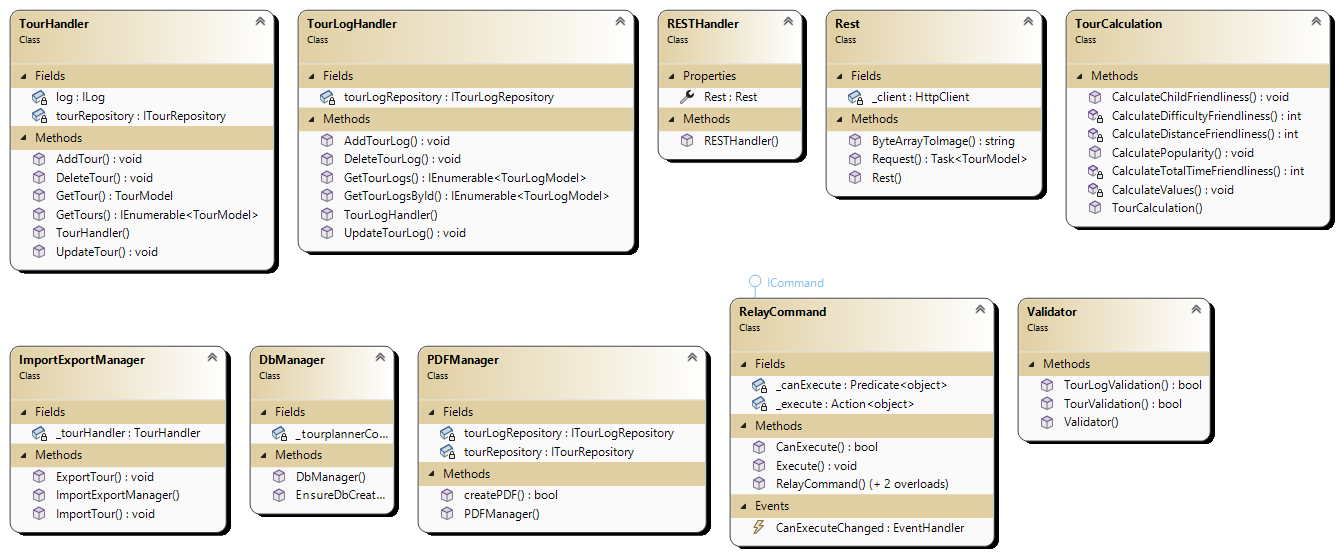 TourHandler
Class
Fields
log : ILog
tourRepository : ITourRepository
Methods
AddTour() : void
DeleteTour() : void
GetTour() : TourModel
GetTours() : IEnumerable<TourModel>
TourHandler()
UpdateTour() : void
TourLogHandler
Class
Fields
tourLogRepository : ITourLogRepository
Methods
AddTourLog() : void
DeleteTourLog() : void
GetTourLogs() : IEnumerable<TourLogModel>
GetTourLogsById() : IEnumerable<TourLogModel>
TourLogHandler()
UpdateTourLog() : void
RESTHandler
Class
Properties
Rest : Rest
Methods
RESTHandler()
Rest
Class
Fields
_client : HttpClient
Methods
ByteArrayToImage() : string
Request() : Task<TourModel>
Rest()
TourCalculation
Class
Methods
CalculateChildFriendliness() : void
CalculateDifficultyFriendliness() : int
CalculateDistanceFriendliness() : int
CalculatePopularity() : void
CalculateTotalTimeFriendliness() : int
CalculateValues() : void
TourCalculation()
ImportExportManager
Class
Fields
_tourHandler : TourHandler
Methods
ExportTour() : void
ImportExportManager()
ImportTour() : void
DbManager
Class
Fields
_tourplannerCo...
Methods
DbManager()
EnsureDbCreat...
PDFManager
Class
Fields
tourLogRepository : ITourLogRepository
tourRepository : ITourRepository
Methods
createPDF() : bool
PDFManager()
ICommand
RelayCommand
Class
Fields
_canExecute : Predicate<object>
_execute : Action<object>
Methods
CanExecute() : bool
Execute() : void
RelayCommand() (+ 2 overloads)
Events
CanExecuteChanged : EventHandler
Validator
Class
Methods
TourLogValidation() : bool
TourValidation() : bool
Validator()